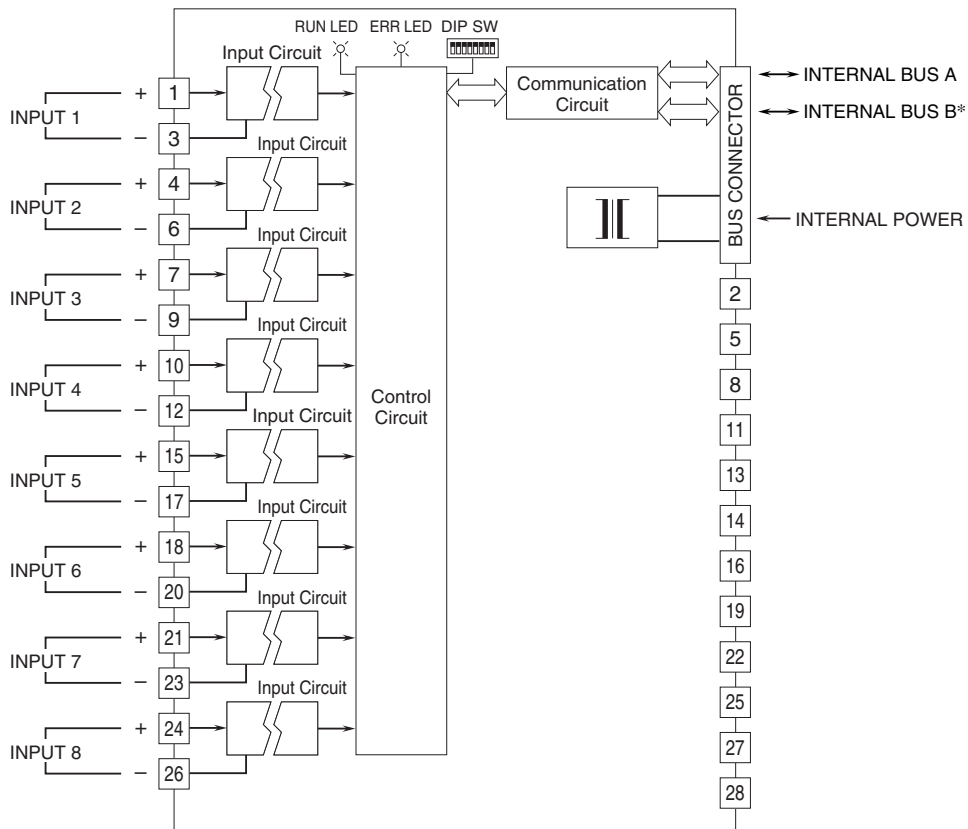 RUN LED ERR LED DIP SW
Input Circuit
INPUT 1
+ 1
− 3
Input Circuit
INPUT 2
+ 4
− 6
Input Circuit
INPUT 3
+ 7
− 9
Input Circuit
INPUT 4
+ 10
− 12
Input Circuit
INPUT 5
+ 15
− 17
Input Circuit
INPUT 6
+ 18
− 20
Input Circuit
INPUT 7
+ 21
− 23
Input Circuit
INPUT 8
+ 24
− 26
Control
Circuit
Communication
Circuit
BUS CONNECTOR
INTERNAL BUS A
INTERNAL BUS B*
INTERNAL POWER
2
5
8
11
13
14
16
19
22
25
27
28